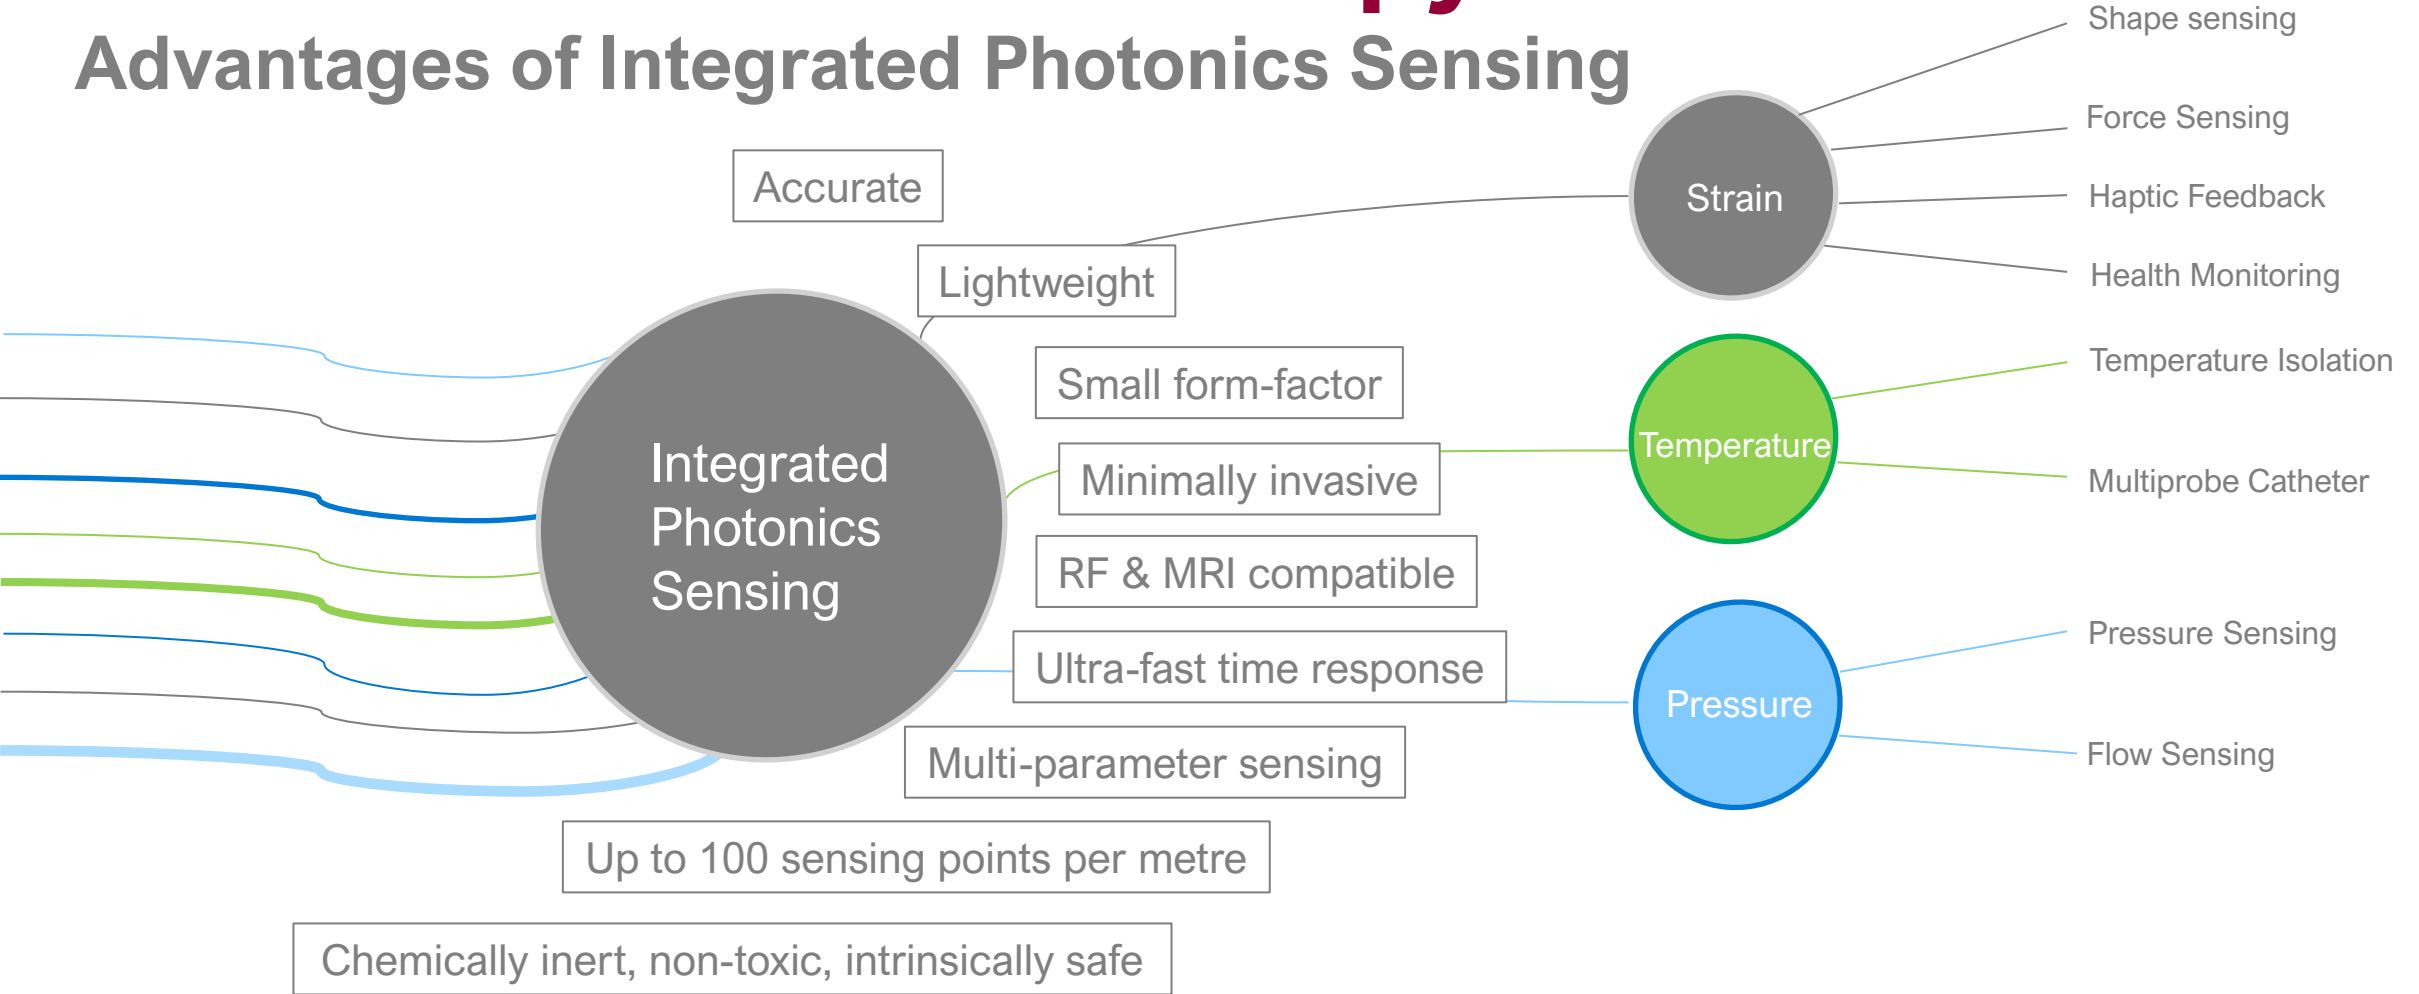 Advantages of Integrated Photonics Sensing
Accurate
Lightweight
Small form-factor
Minimally invasive
RF & MRI compatible
Ultra-fast time response
Multi-parameter sensing
Up to 100 sensing points per metre
Chemically inert, non-toxic, intrinsically safe
Integrated
Photonics
Sensing
Strain
Shape sensing
Force Sensing
Haptic Feedback
Health Monitoring
Temperature
Temperature Isolation
Multiprobe Catheter
Pressure
Pressure Sensing
Flow Sensing